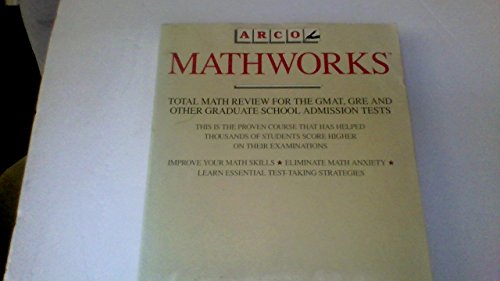 ARCO
MATHWORKS™
TOTAL MATH REVIEW FOR THE GMAT, GRE AND
OTHER GRADUATE SCHOOL ADMISSION TESTS
THIS IS THE PROVEN COURSE THAT HAS HELPED
THOUSANDS OF STUDENTS SCORE HIGHER
ON THEIR EXAMINATIONS
IMPROVE YOUR MATH SKILLS ★ ELIMINATE MATH ANXIETY ★
LEARN ESSENTIAL TEST-TAKING STRATEGIES